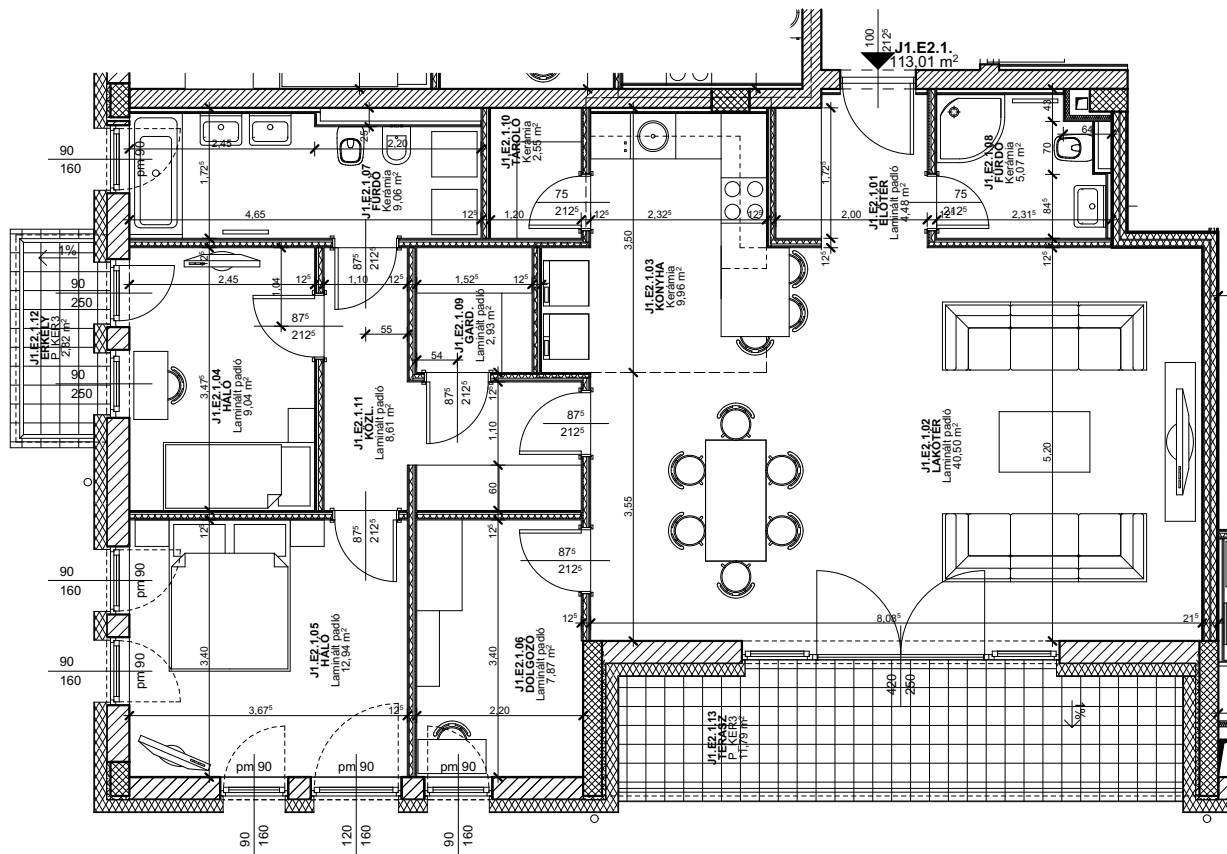 100
212⁵
J1.E2.1.
113,01 m²
J1.E2.1.10
TÁROLÓ
Kerámia
2,55 m²
43
90
160
pm 90
2,45
25
2,20
J1.E2.1.07
FÜRDŐ
Kerámia
9,06 m²
1,72⁵
1,72⁵
J1.E2.1.01
ELŐTÉR
Laminált padló
4,48 m²
J1.E2.1.08
FÜRDŐ
Kerámia
5,07 m²
64
70
84⁵
75
212⁵
75
212⁵
4,65
12⁵
1,20
12⁵
2,32⁵
12⁵
2,00
12⁵
2,31⁵
3,50
1%
12⁵
1,04
87⁵
212⁵
12⁵
12⁵
90
250
2,45
12⁵
1,10
12⁵
1,52⁵
12⁵
J1.E2.1.03
KONYHA
Kerámia
9,96 m²
J1.E2.1.12
ERKÉLY
P_KER3
2,82 m²
87⁵
212⁵
55
J1.E2.1.09
GARD.
Laminált padló
2,93 m²
54
90
250
3,47⁵
J1.E2.1.04
HÁLÓ
Laminált padló
9,04 m²
J1.E2.1.11
KÖZL.
Laminált padló
8,61 m²
87⁵
212⁵
12⁵
1,10
87⁵
212⁵
J1.E2.1.02
LAKÓTÉR
Laminált padló
40,50 m²
5,20
60
3,55
12⁵
87⁵
212⁵
12⁵
87⁵
212⁵
90
160
pm 90
12⁵
8,08⁵
21⁵
90
160
pm 90
3,40
J1.E2.1.05
HÁLÓ
Laminált padló
12,94 m²
3,40
J1.E2.1.06
DOLGOZÓ
Laminált padló
7,87 m²
420
250
3,67⁵
12⁵
2,20
J1.E2.1.13
TERASZ
P_KER3
11,79 m²
1%
pm 90
pm 90
pm 90
90
160
120
160
90
160